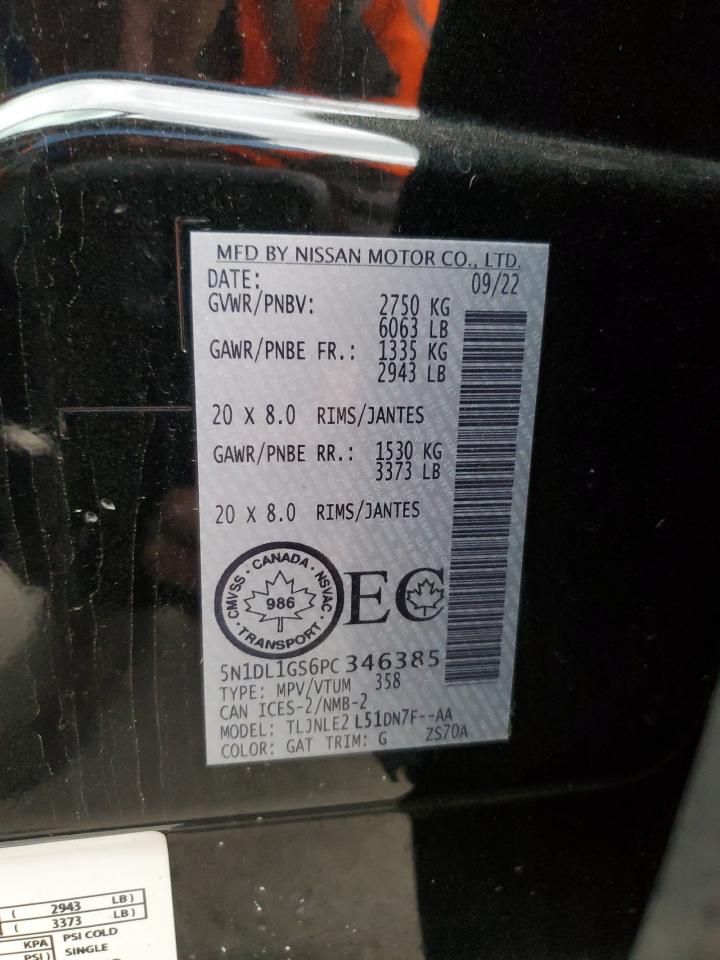 MFD BY NISSAN MOTOR CO., LTD.
DATE: 09/22
GVWR/PNBV: 2750 KG
6063 LB
GAWR/PNBE FR.: 1335 KG
2943 LB
20 X 8.0 RIMS/JANTES
GAWR/PNBE RR.: 1530 KG
3373 LB
20 X 8.0 RIMS/JANTES
CMVSS · CANADA · NSVAC
986
· TRANSPORT ·
EC
5N1DL1GS6PC346385
TYPE: MPV/VTUM 358
CAN ICES-2/NMB-2
MODEL: TLJNLE2 L51DN7F--AA
COLOR: GAT TRIM: G ZS70A
( 2943 LB)
( 3373 LB)
KPA PSI COLD
PSI) SINGLE